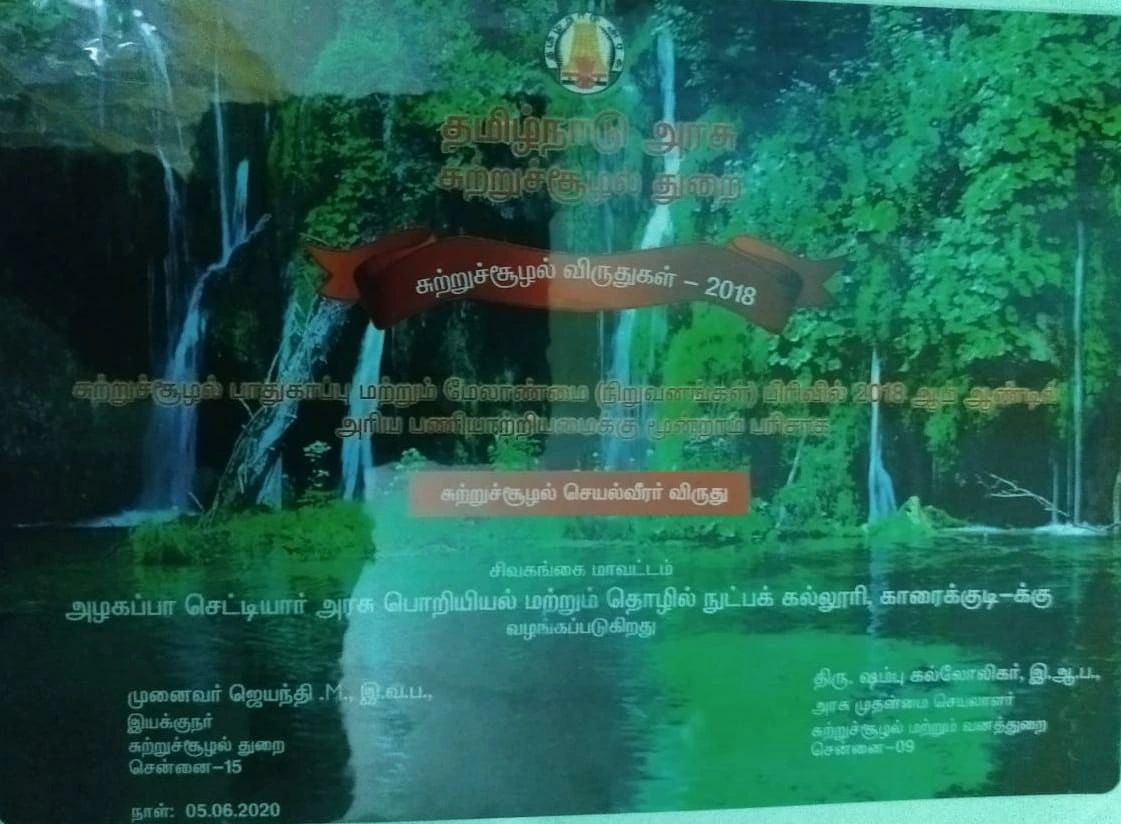 தமிழ்நாடு அரசு
சுற்றுச்சூழல் துறை
சுற்றுச்சூழல் விருதுகள் – 2018
சுற்றுச்சூழல் பாதுகாப்பு மற்றும் மேலாண்மை (நிறுவனங்கள்) பிரிவில் 2018 ஆம் ஆண்டில்
அரிய பணியாற்றியமைக்கு மூன்றாம் பரிசாக
சுற்றுச்சூழல் செயல்வீரர் விருது
சிவகங்கை மாவட்டம்
அழகப்பா செட்டியார் அரசு பொறியியல் மற்றும் தொழில் நுட்பக் கல்லூரி, காரைக்குடி–க்கு
வழங்கப்படுகிறது
முனைவர் ஜெயந்தி .M., இ.வ.ப.,
இயக்குநர்
சுற்றுச்சூழல் துறை
சென்னை–15
நாள்: 05.06.2020
திரு. ஷம்பு கல்லோலிகர், இ.ஆ.ப.,
அரசு முதன்மை செயலாளர்
சுற்றுச்சூழல் மற்றும் வனத்துறை
சென்னை–09